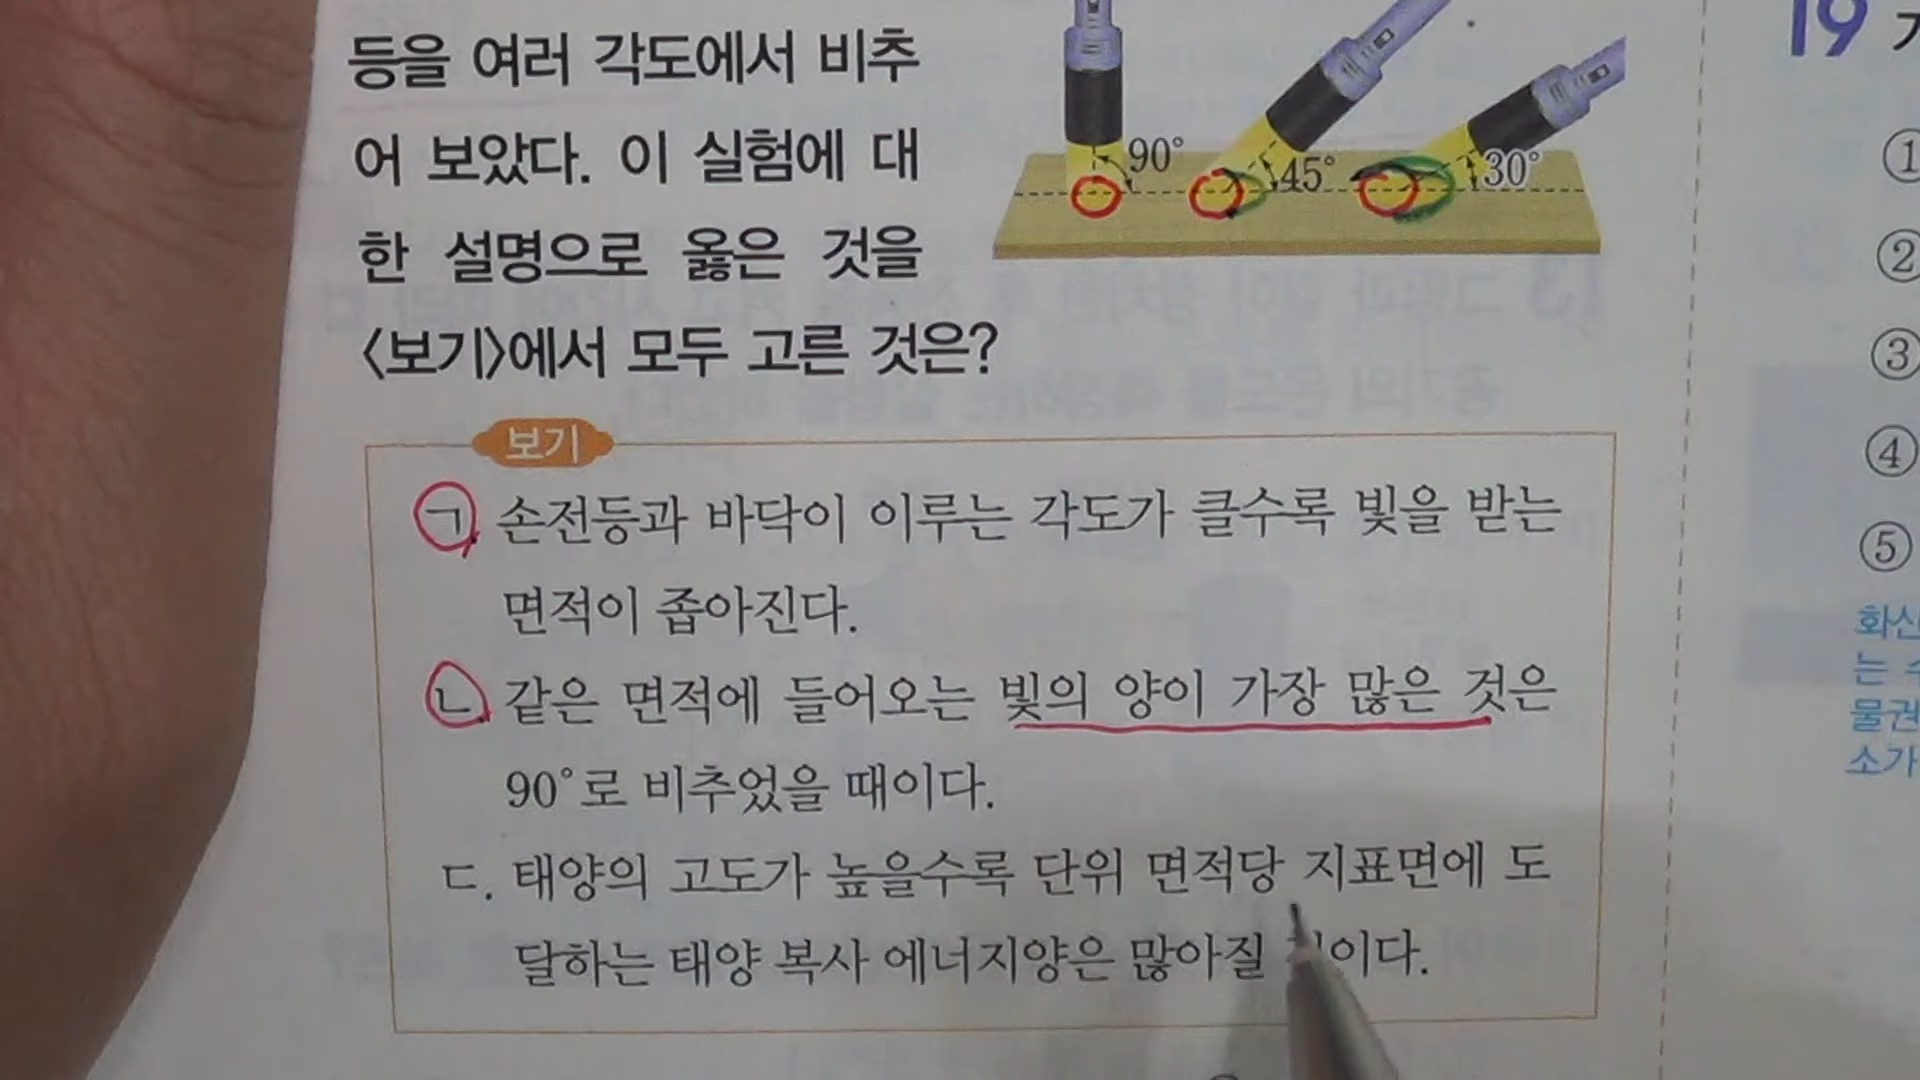 등을 여러 각도에서 비추
어 보았다. 이 실험에 대
한 설명으로 옳은 것을
<보기>에서 모두 고른 것은?
90°
45°
30°
보기
ㄱ. 손전등과 바닥이 이루는 각도가 클수록 빛을 받는
면적이 좁아진다.
ㄴ. 같은 면적에 들어오는 빛의 양이 가장 많은 것은
90°로 비추었을 때이다.
ㄷ. 태양의 고도가 높을수록 단위 면적당 지표면에 도
달하는 태양 복사 에너지양은 많아질 이다.
19
①
②
③
④
⑤
화산
는
물권
소가